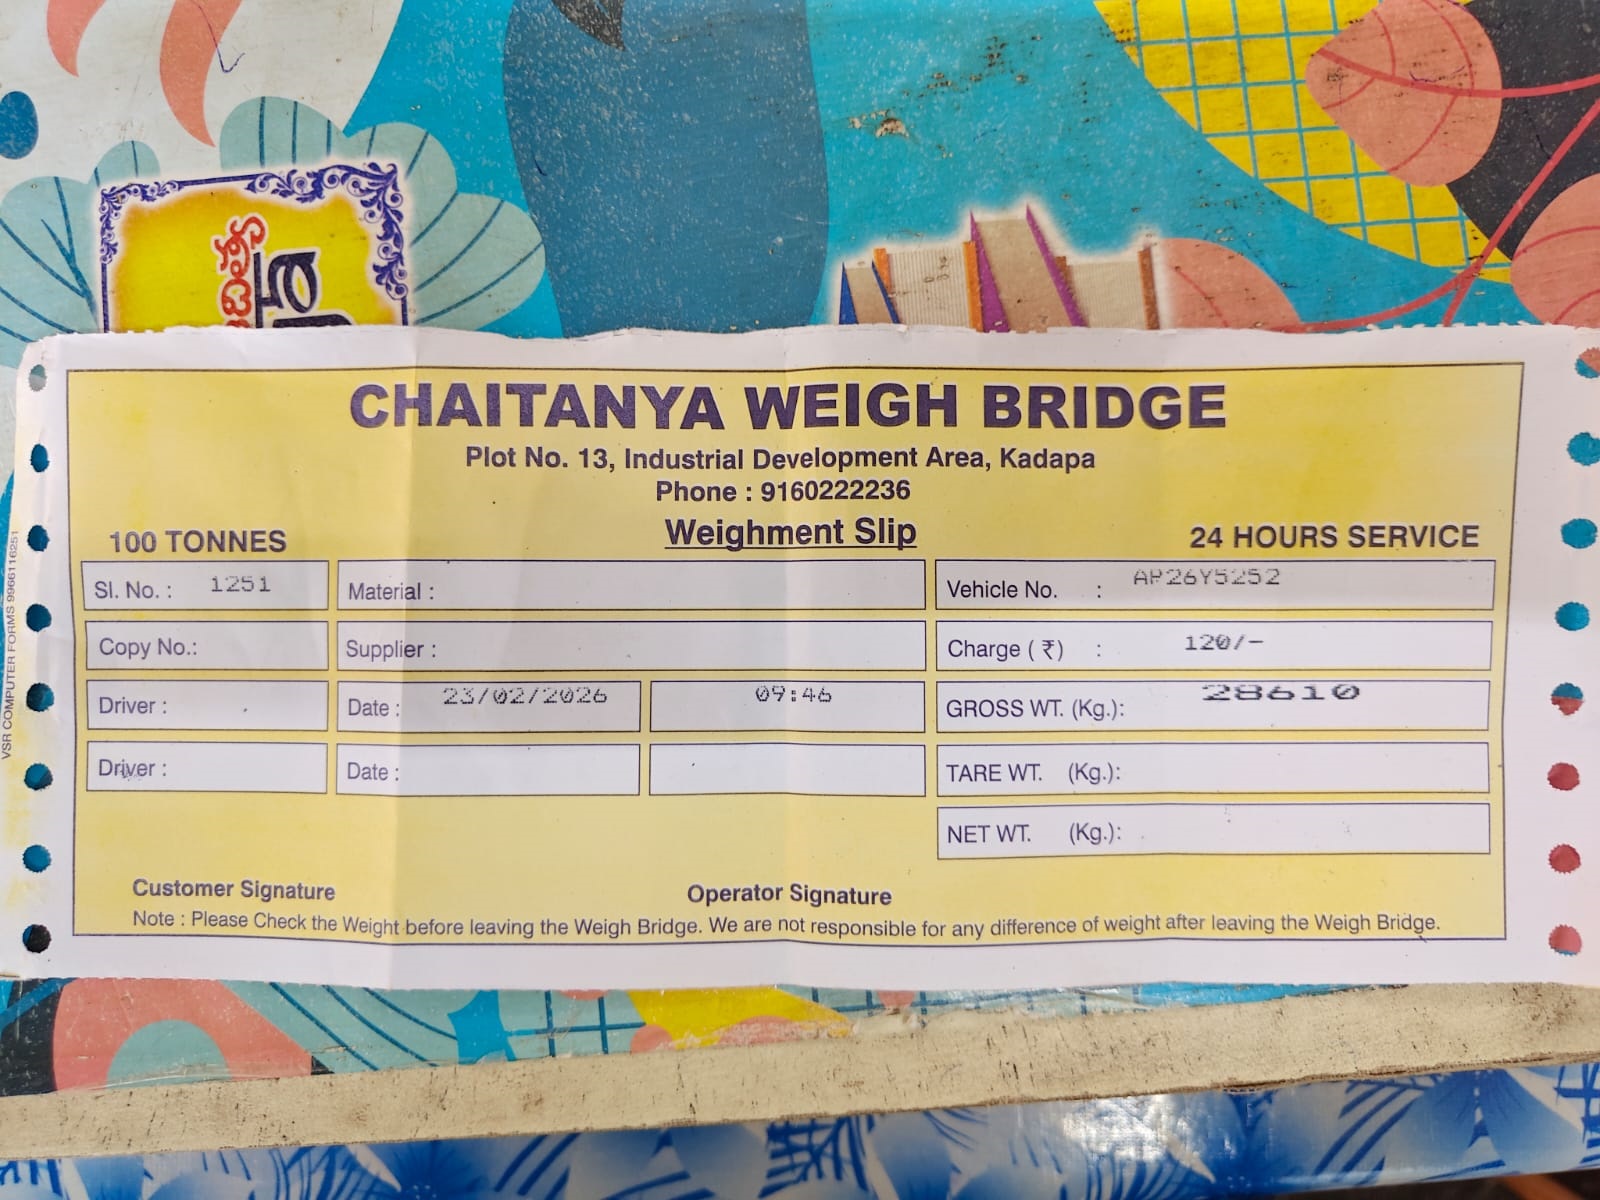 CHAITANYA WEIGH BRIDGE
Plot No. 13, Industrial Development Area, Kadapa
Phone : 9160222236
100 TONNES Weighment Slip 24 HOURS SERVICE
Sl. No. : 1251 Material : Vehicle No. : AP26Y5252
Copy No.: Supplier : Charge ( ₹ ) : 120/-
Driver : Date : 23/02/2026 09:46 GROSS WT. (Kg.): 28610
Driver : Date : TARE WT. (Kg.):
NET WT. (Kg.):
Customer Signature Operator Signature
Note : Please Check the Weight before leaving the Weigh Bridge. We are not responsible for any difference of weight after leaving the Weigh Bridge.
VSR COMPUTER FORMS 9966116251